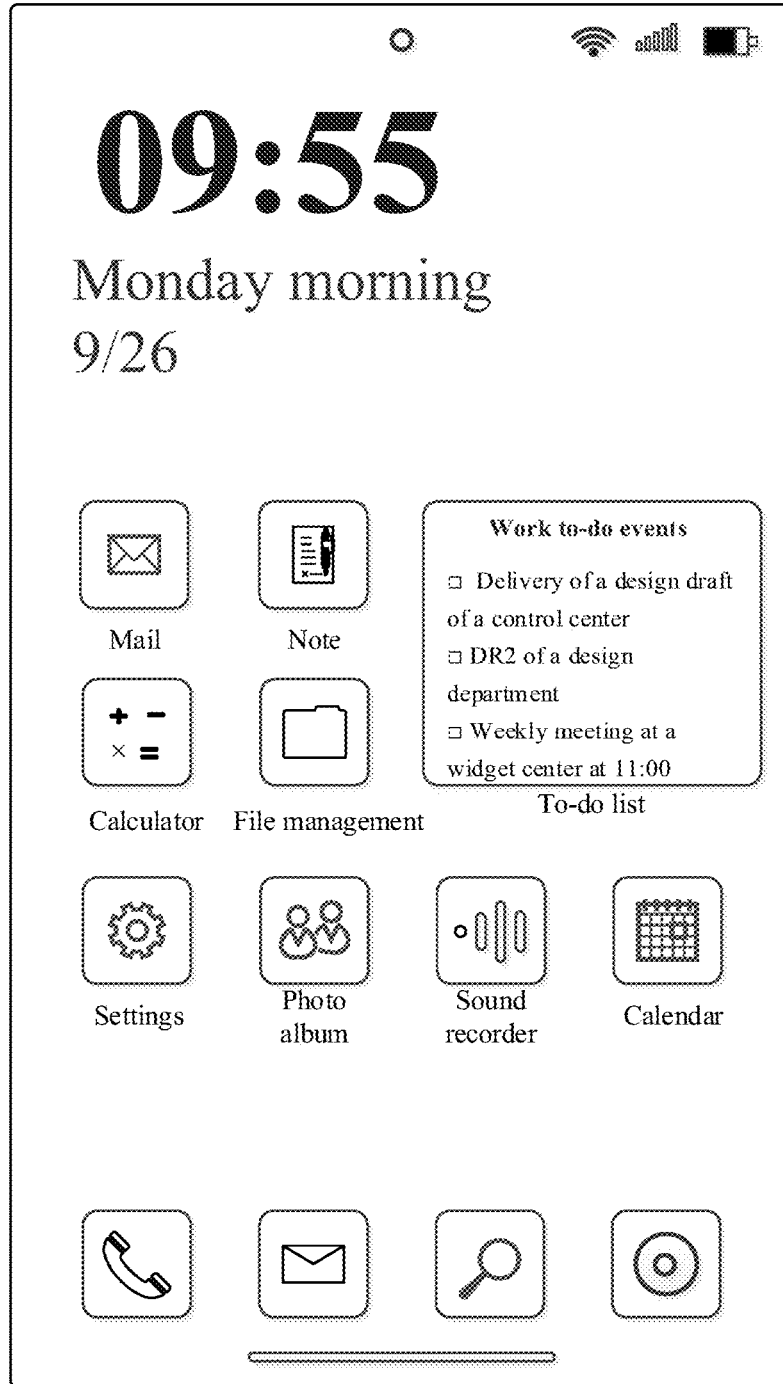 09:55
Monday morning
9/26
Work to-do events
□ Delivery of a design draft
of a control center
□ DR2 of a design
department
□ Weekly meeting at a
widget center at 11:00
To-do list
Mail
Note
Calculator
File management
Settings
Photo
album
Sound
recorder
Calendar